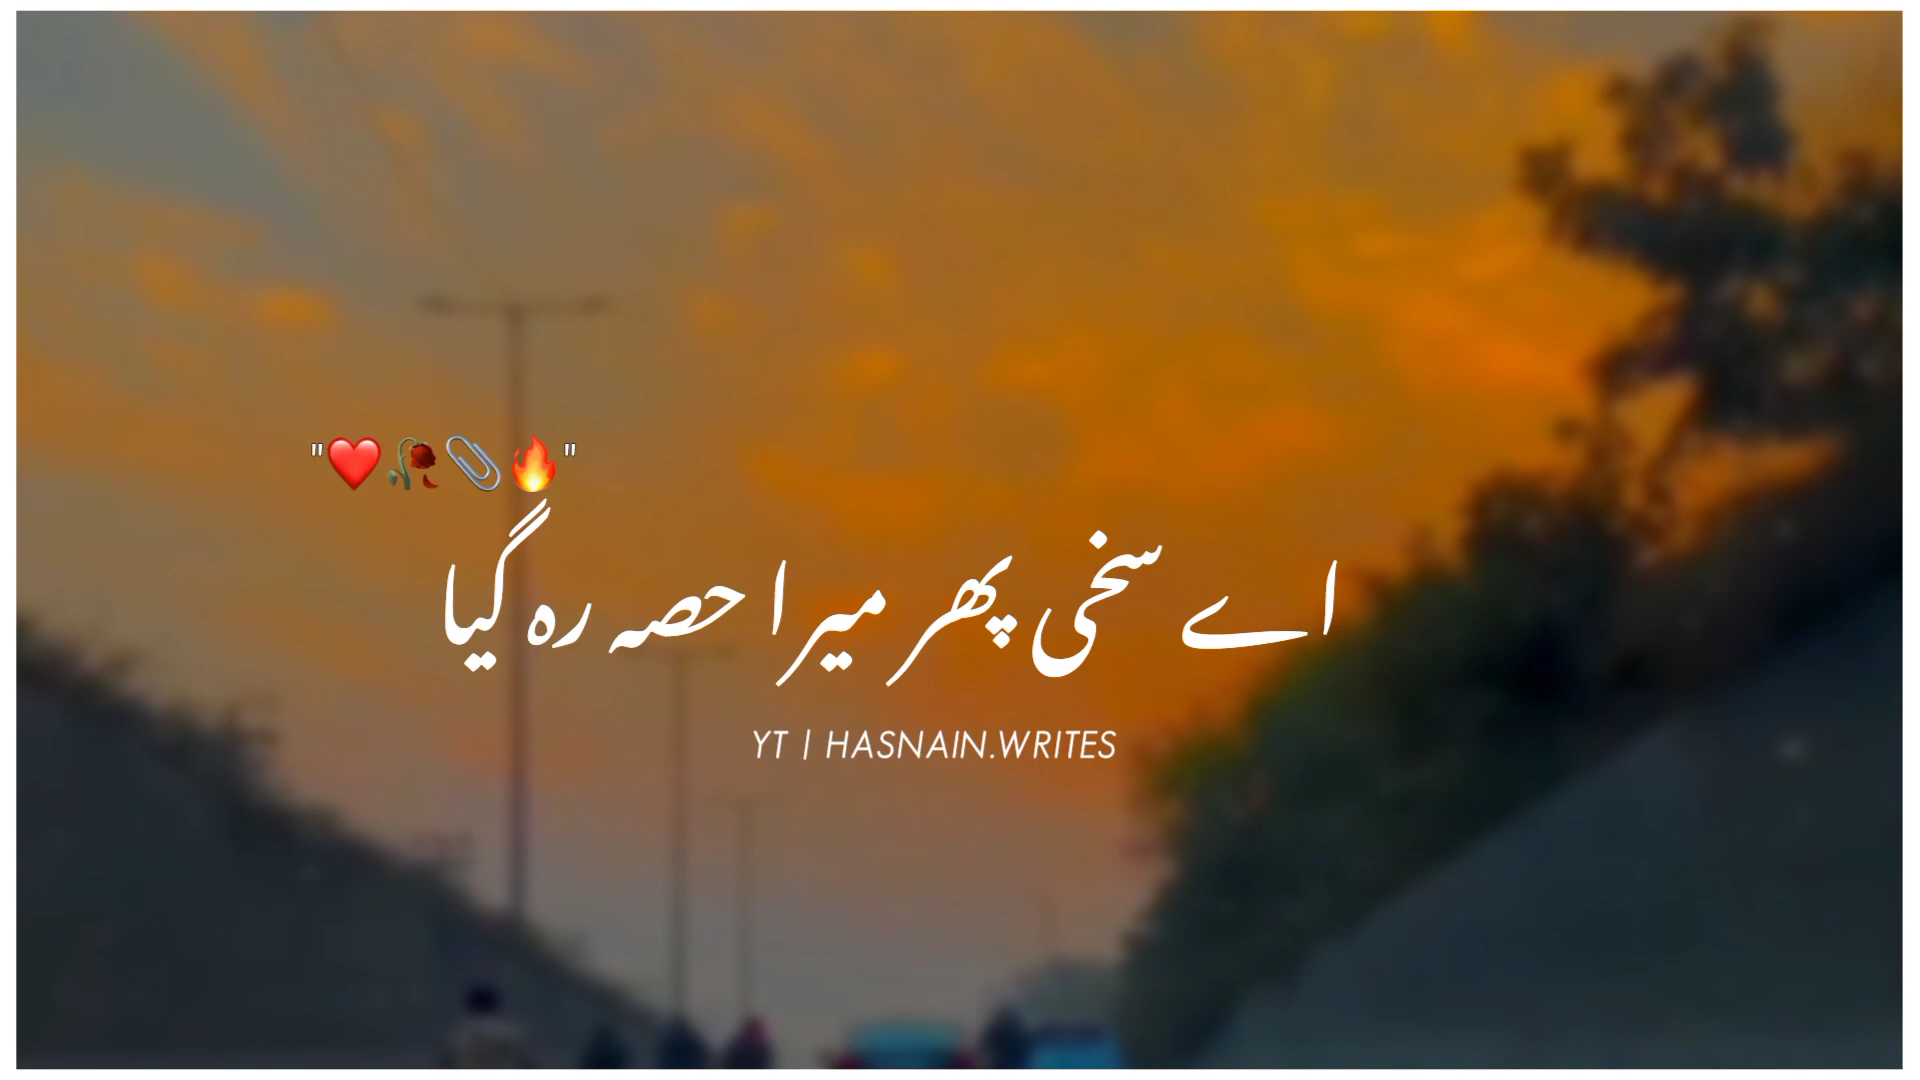 "❤️🥀📎🔥"
اے سخی پھر میرا حصہ رہ گیا
YT | HASNAIN.WRITES